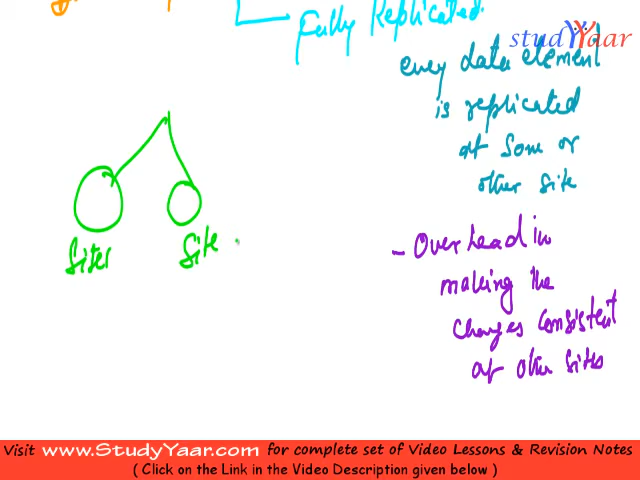 Fully Replicated.
studyYaar
every data element
is replicated
at some or
other site
Site1
Site
- Overhead in
making the
changes consistent
at other sites
Visit www.StudyYaar.com for complete set of Video Lessons & Revision Notes
( Click on the Link in the Video Description given below )